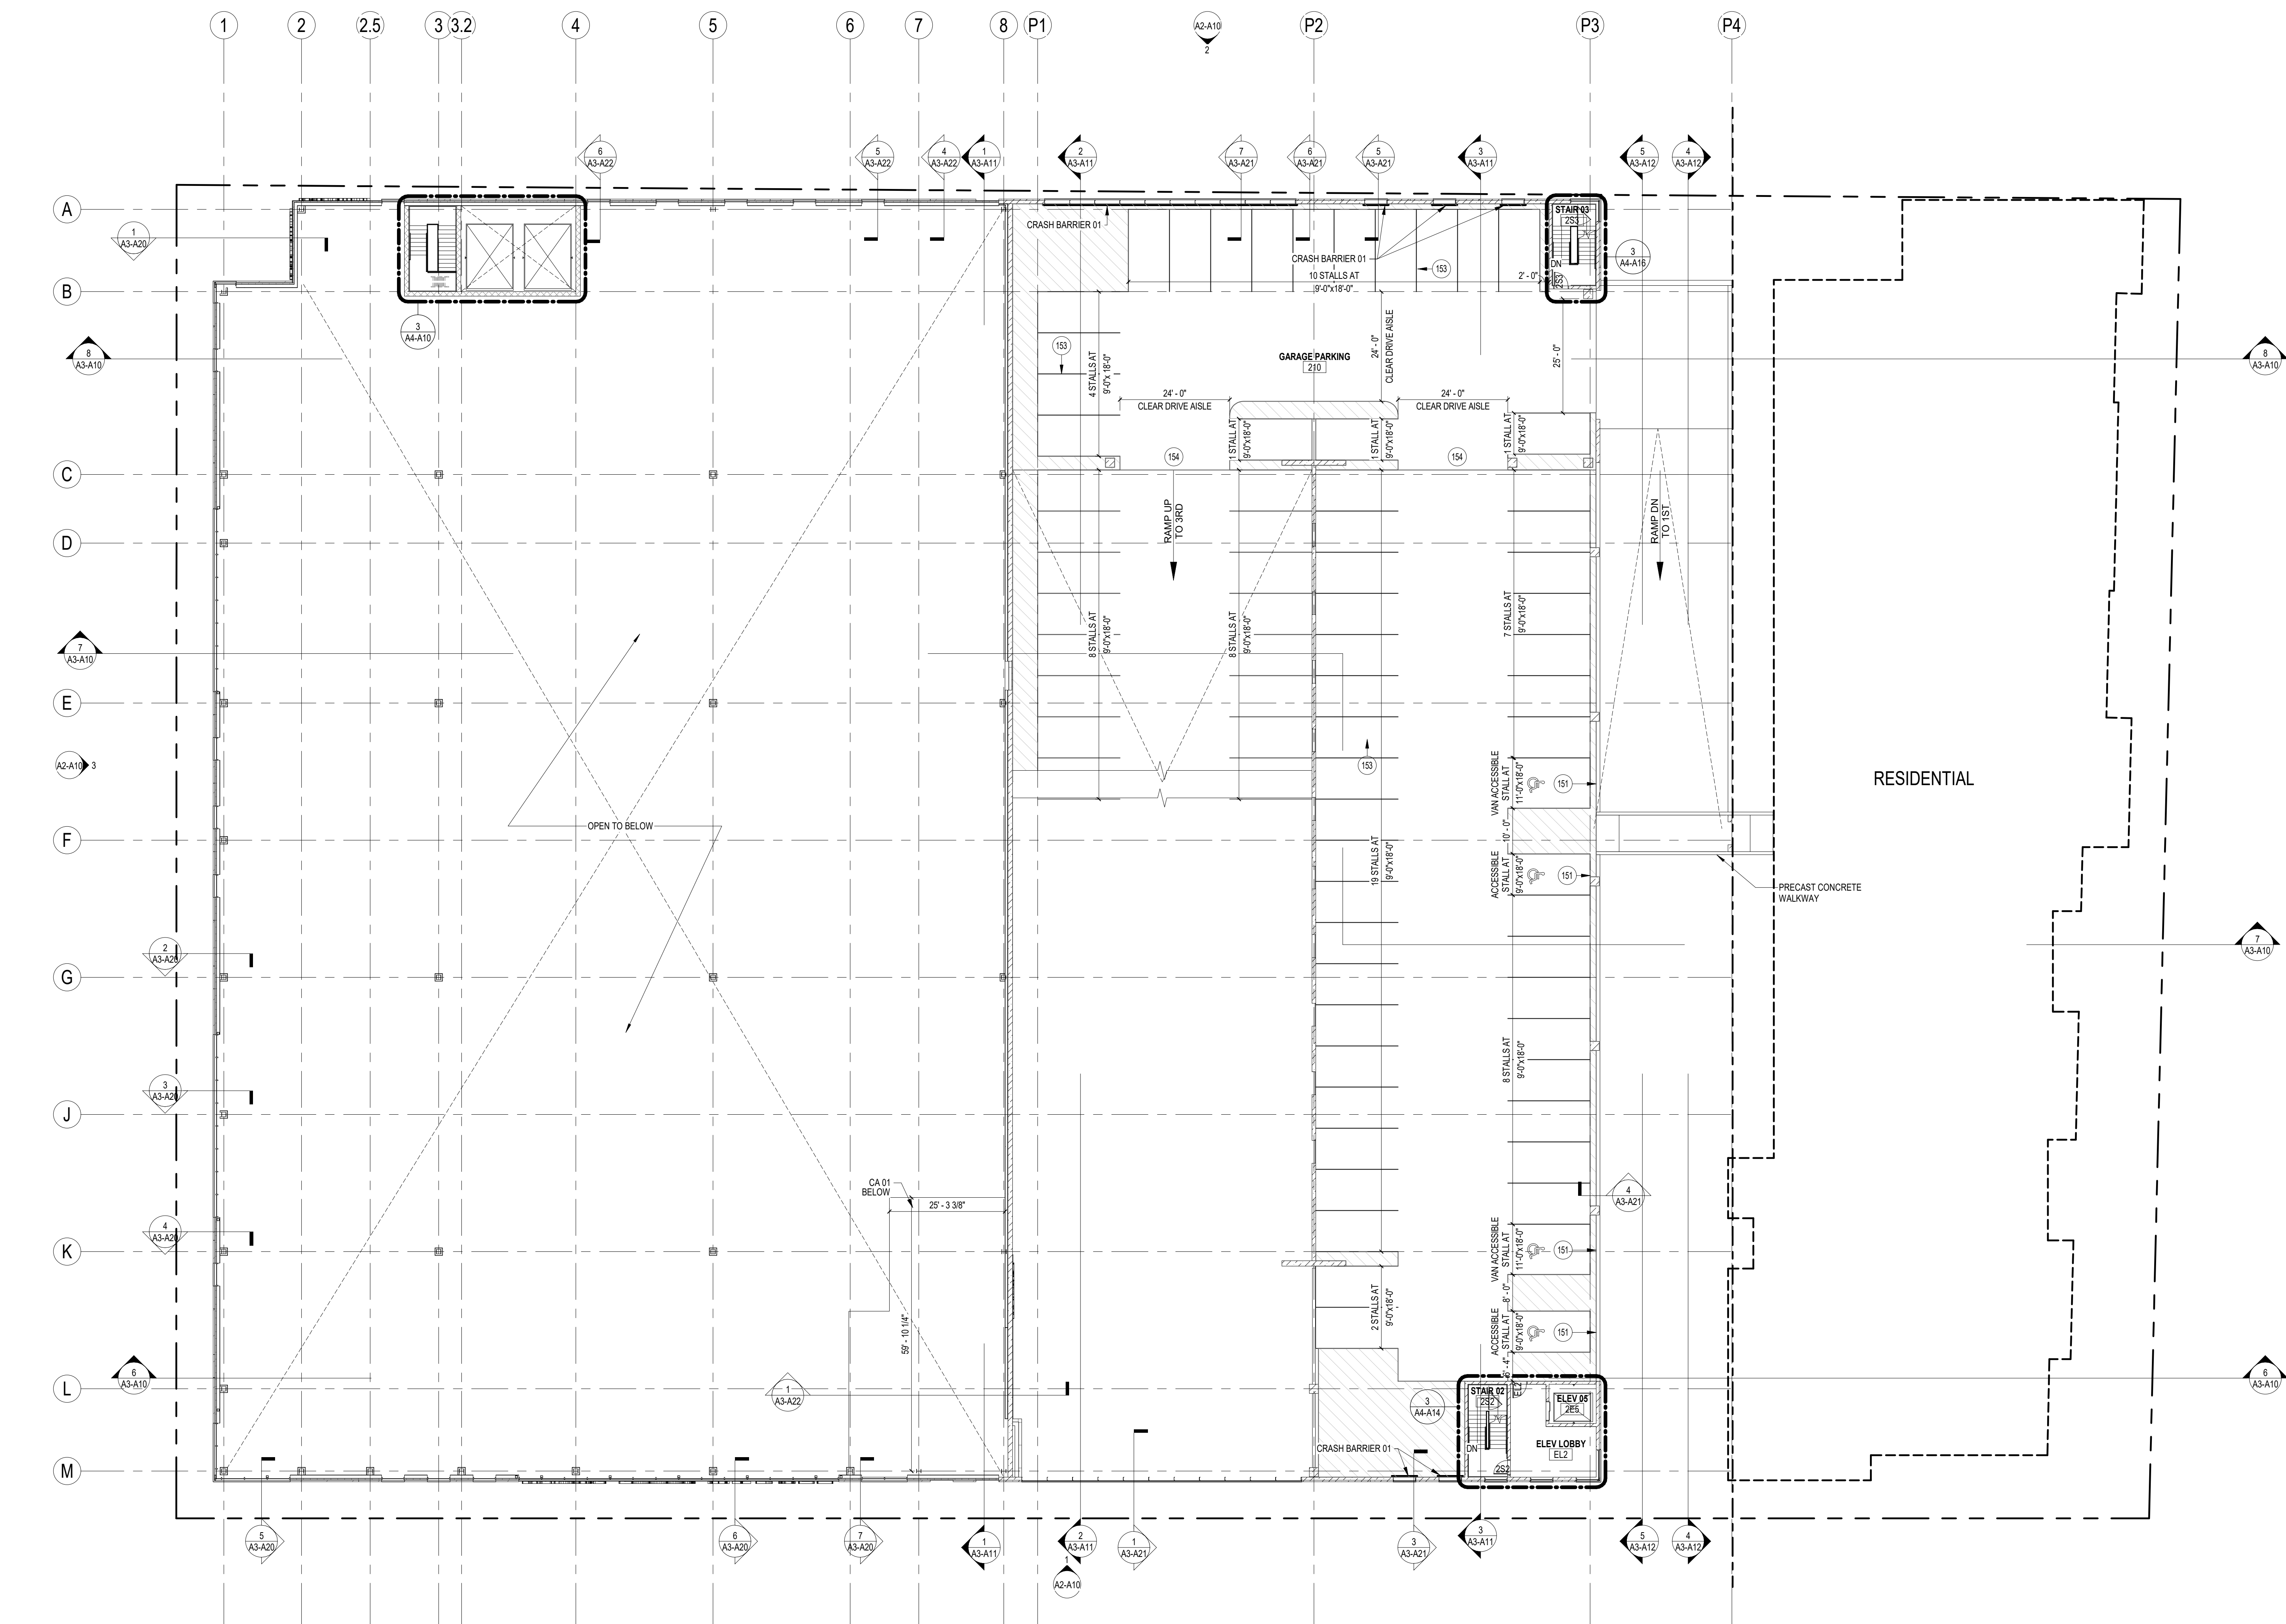 1
2
2.5
3
3.2
4
5
6
7
8
P1
A2-A10
2
P2
P3
P4
6
A3-A22
5
A3-A22
4
A3-A22
1
A3-A11
2
A3-A11
7
A3-A21
6
A3-A21
5
A3-A21
3
A3-A11
5
A3-A12
4
A3-A12
A
1
A3-A20
CRASH BARRIER 01
STAIR 03
2S3
DN
2S3
3
A4-A16
CRASH BARRIER 01
153
10 STALLS AT
9'-0"x18'-0"
2' - 0"
B
3
A4-A10
8
A3-A10
153
4 STALLS AT
9'-0"x 18'-0"
GARAGE PARKING
210
24' - 0"
CLEAR DRIVE AISLE
25' - 0"
8
A3-A10
24' - 0"
CLEAR DRIVE AISLE
24' - 0"
CLEAR DRIVE AISLE
1 STALL AT
9'-0"x18'-0"
1 STALL AT
9'-0"x18'-0"
1 STALL AT
9'-0"x18'-0"
154
154
C
RAMP UP
TO 3RD
RAMP DN
TO 1ST
D
8 STALLS AT
9'-0"x18'-0"
8 STALLS AT
9'-0"x18'-0"
7 STALLS AT
9'-0"x18'-0"
7
A3-A10
E
A2-A10
3
153
VAN ACCESSIBLE
STALL AT
11'-0"x18'-0"
151
RESIDENTIAL
OPEN TO BELOW
F
10' - 0"
19 STALLS AT
9'-0"x18'-0"
ACCESSIBLE
STALL AT
9'-0"x18'-0"
151
PRECAST CONCRETE
WALKWAY
2
A3-A20
7
A3-A10
G
8 STALLS AT
9'-0"x18'-0"
3
A3-A20
J
CA 01
BELOW
25' - 3 3/8"
4
A3-A21
4
A3-A20
K
VAN ACCESSIBLE
STALL AT
11'-0"x18'-0"
151
8' - 0"
2 STALLS AT
9'-0"x18'-0"
59' - 10 1/4"
ACCESSIBLE
STALL AT
9'-0"x18'-0"
151
6
A3-A10
6
A3-A10
L
1
A3-A22
3
A4-A14
STAIR 02
2S2
EL2
ELEV 05
2E5
DN
ELEV LOBBY
EL2
CRASH BARRIER 01
2S2
M
5
A3-A20
6
A3-A20
7
A3-A20
1
A3-A11
2
A3-A11
1
A3-A21
3
A3-A21
3
A3-A11
5
A3-A12
4
A3-A12
1
A2-A10